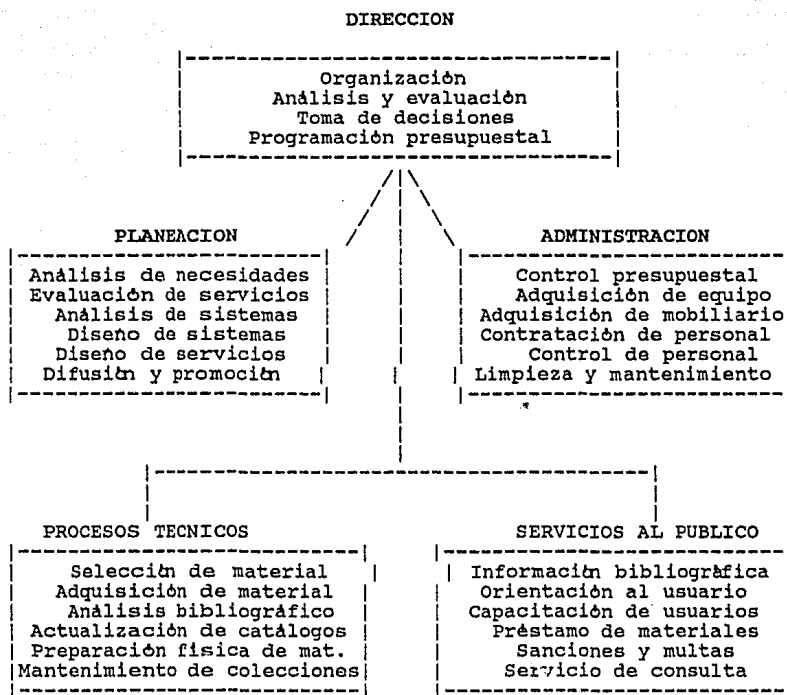 DIRECCION
Organización
Análisis y evaluación
Toma de decisiones
Programación presupuestal
PLANEACION
Análisis de necesidades
Evaluación de servicios
Análisis de sistemas
Diseño de sistemas
Diseño de servicios
Difusión y promoción
ADMINISTRACION
Control presupuestal
Adquisición de equipo
Adquisición de mobiliario
Contratación de personal
Control de personal
Limpieza y mantenimiento
PROCESOS TECNICOS
Selección de material
Adquisición de material
Análisis bibliográfico
Actualización de catálogos
Preparación física de mat.
Mantenimiento de colecciones
SERVICIOS AL PUBLICO
Información bibliográfica
Orientación al usuario
Capacitación de usuarios
Préstamo de materiales
Sanciones y multas
Servicio de consulta